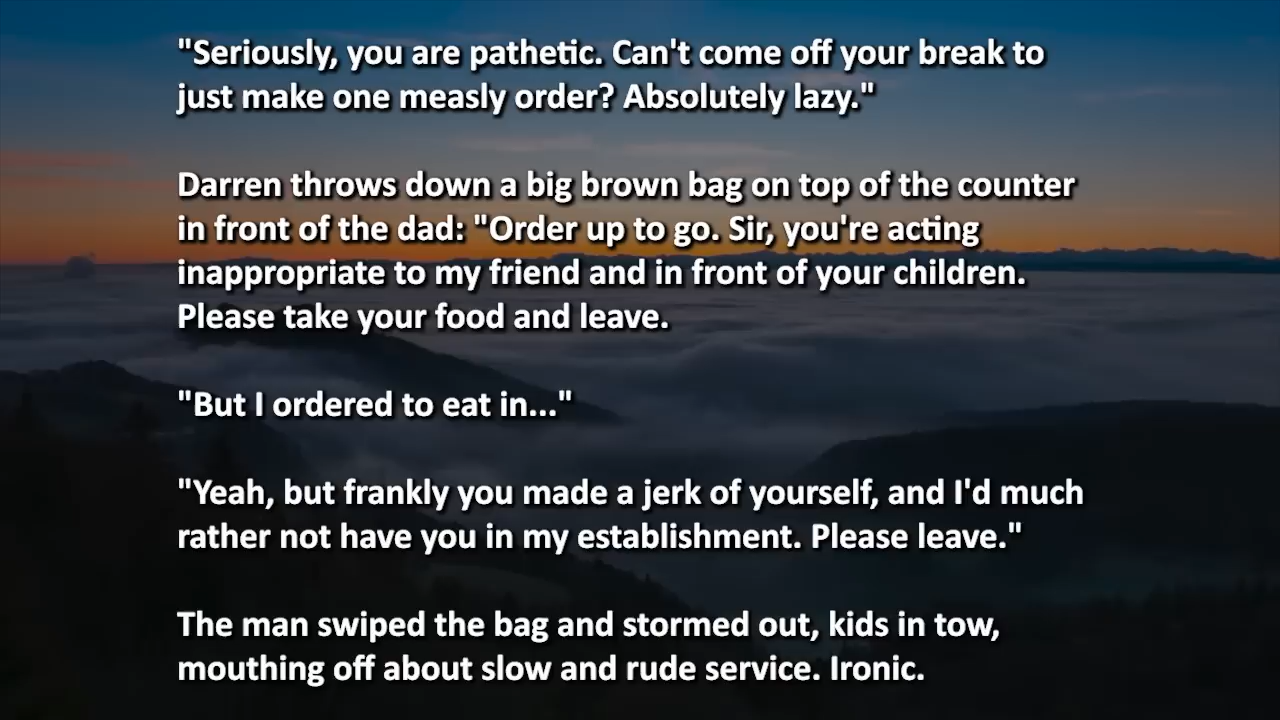 "Seriously, you are pathetic. Can't come off your break to
just make one measly order? Absolutely lazy."
Darren throws down a big brown bag on top of the counter
in front of the dad: "Order up to go. Sir, you're acting
inappropriate to my friend and in front of your children.
Please take your food and leave.
"But I ordered to eat in..."
"Yeah, but frankly you made a jerk of yourself, and I'd much
rather not have you in my establishment. Please leave."
The man swiped the bag and stormed out, kids in tow,
mouthing off about slow and rude service. Ironic.